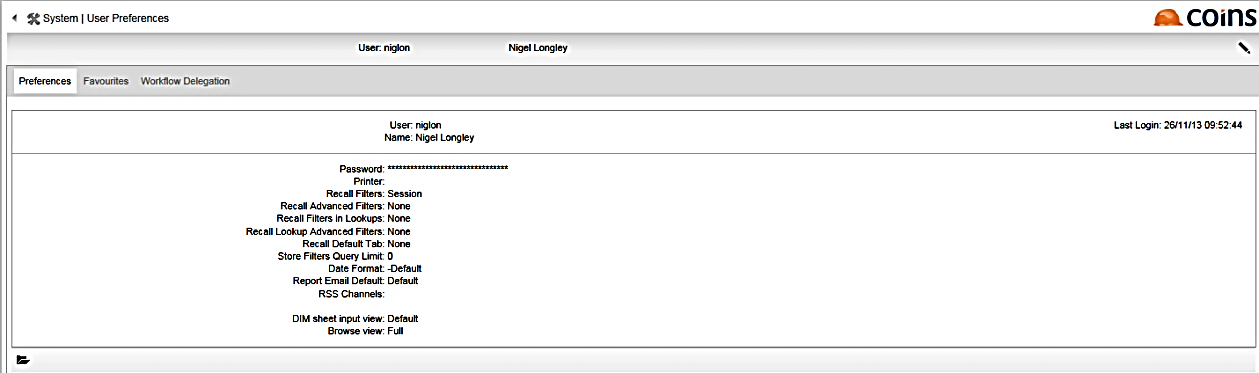 System | User Preferences
coins
User: niglon Nigel Longley
Preferences Favourites Workflow Delegation
User: niglon Last Login: 26/11/13 09:52:44
Name: Nigel Longley
Password: ********************************
Printer:
Recall Filters: Session
Recall Advanced Filters: None
Recall Filters in Lookups: None
Recall Lookup Advanced Filters: None
Recall Default Tab: None
Store Filters Query Limit: 0
Date Format: -Default
Report Email Default: Default
RSS Channels:
DIM sheet input view: Default
Browse view: Full